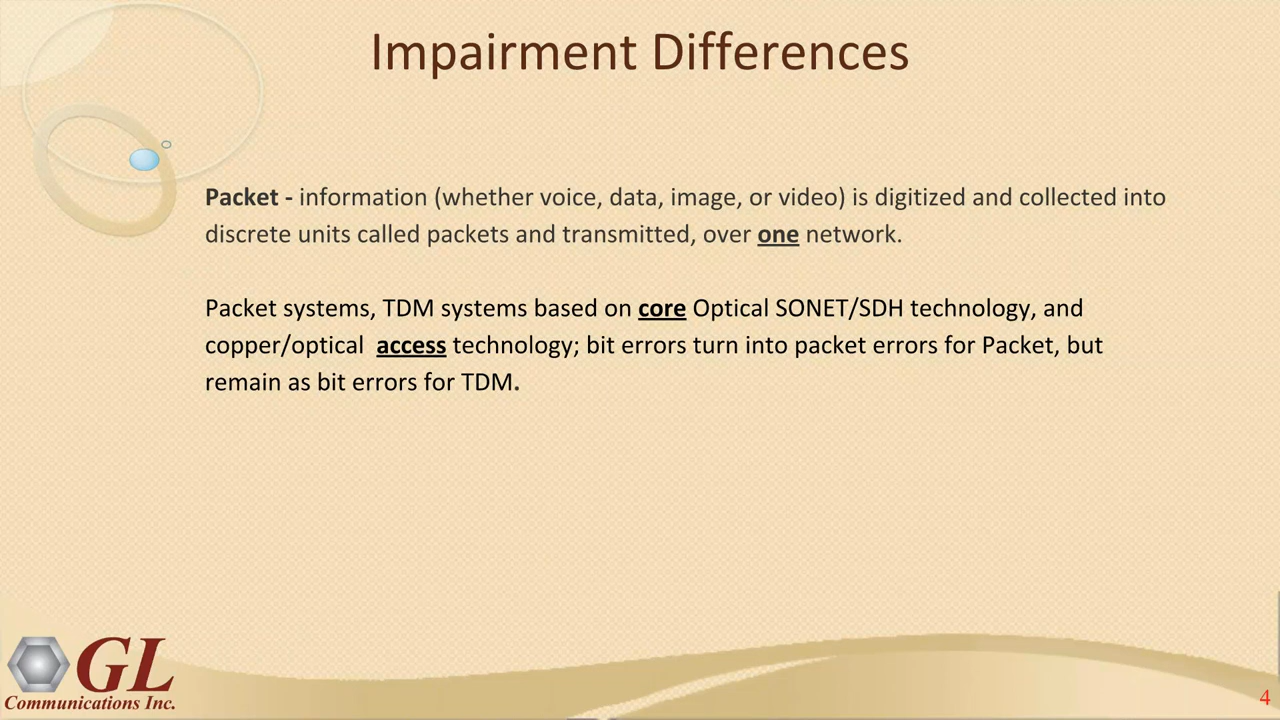 Impairment Differences
Packet - information (whether voice, data, image, or video) is digitized and collected into
discrete units called packets and transmitted, over one network.
Packet systems, TDM systems based on core Optical SONET/SDH technology, and
copper/optical access technology; bit errors turn into packet errors for Packet, but
remain as bit errors for TDM.
GL
Communications Inc.
4